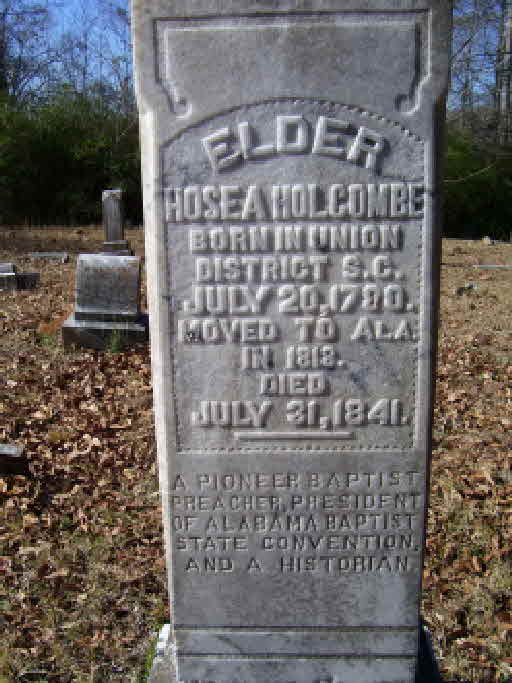 ELDER
HOSEA HOLCOMBE
BORN IN UNION
DISTRICT S.C.
JULY 20, 1780.
MOVED TO ALA
IN 1818.
DIED
JULY 31, 1841.
A PIONEER BAPTIST
PREACHER, PRESIDENT
OF ALABAMA BAPTIST
STATE CONVENTION,
AND A HISTORIAN